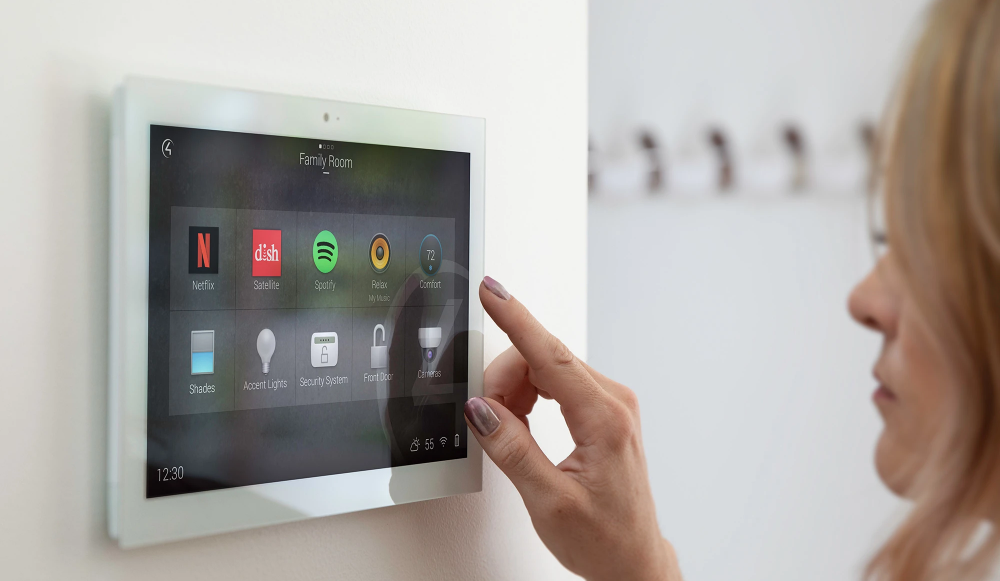 4
Family Room
N
dish
72
Netflix
Satellite
Spotify
Relax
My Music
Comfort
Shades
Accent Lights
Security System
Front Door
Cameras
12:30
55